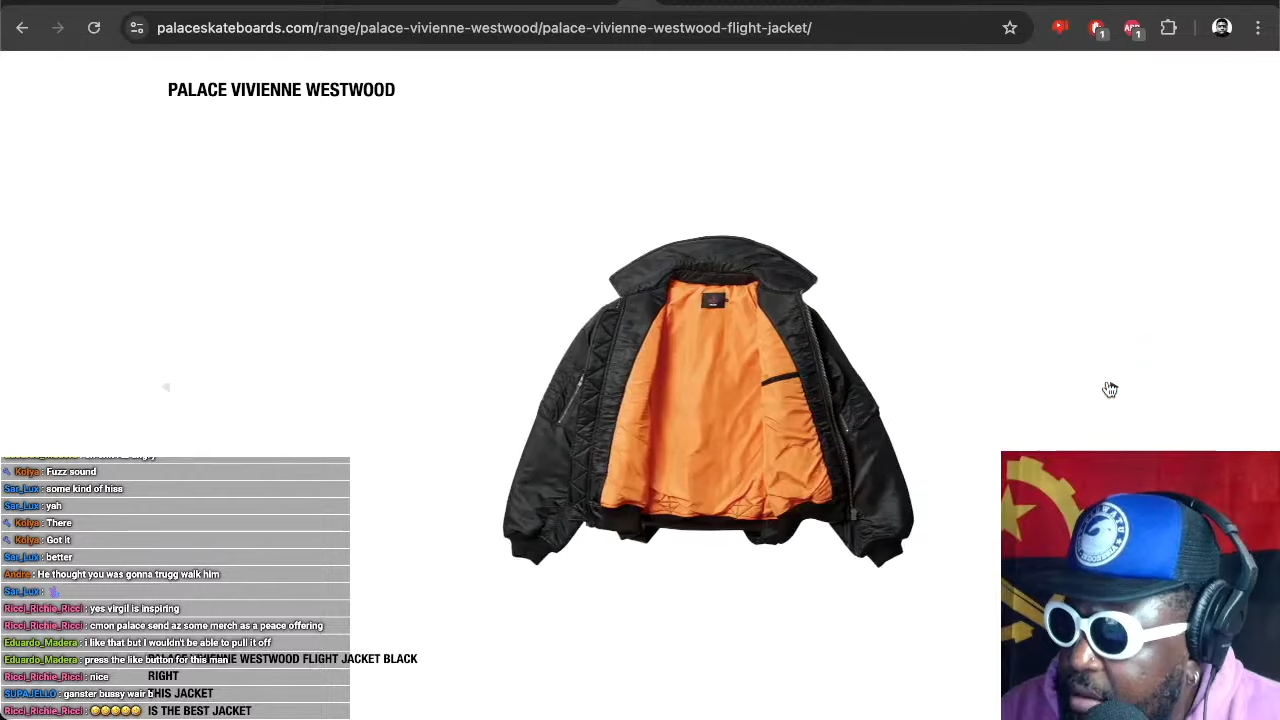 palaceskateboards.com/range/palace-vivienne-westwood/palace-vivienne-westwood-flight-jacket/
1
1
PALACE VIVIENNE WESTWOOD
Kolya : Fuzz sound
Sar_Lux : some kind of hiss
Sar_Lux : yah
Kolya : There
Kolya : Got it
Sar_Lux : better
Andre : He thought you was gonna trugg walk him
Sar_Lux :
Ricci_Richie_Ricci : yes virgil is inspiring
Ricci_Richie_Ricci : cmon palace send az some merch as a peace offering
Eduardo_Madera : i like that but I wouldn't be able to pull it off
Eduardo_Madera : press the like button for this man
Ricci_Richie_Ricci : nice
SUPAJELLO : ganster bussy wair
Ricci_Richie_Ricci : 😂😂😂😂😂
VIVIENNE WESTWOOD FLIGHT JACKET BLACK
RIGHT
THIS JACKET
IS THE BEST JACKET